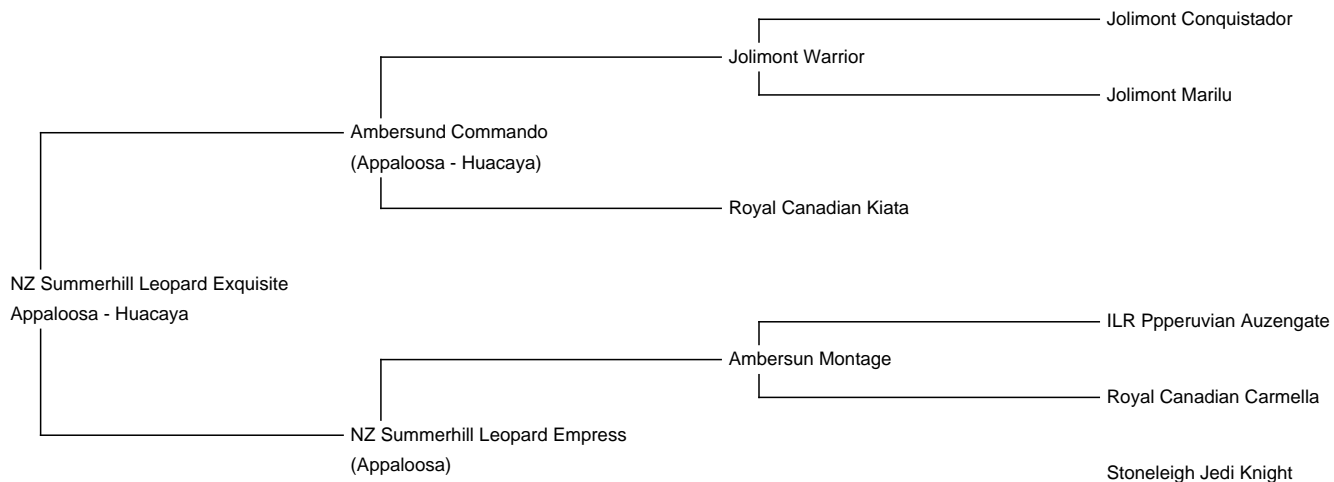 Jolimont Conquistador
Jolimont Warrior
Jolimont Marilu
Ambersund Commando
(Appaloosa - Huacaya)
Royal Canadian Kiata
NZ Summerhill Leopard Exquisite
Appaloosa - Huacaya
ILR Ppperuvian Auzengate
Ambersun Montage
Royal Canadian Carmella
NZ Summerhill Leopard Empress
(Appaloosa)
Stoneleigh Jedi Knight